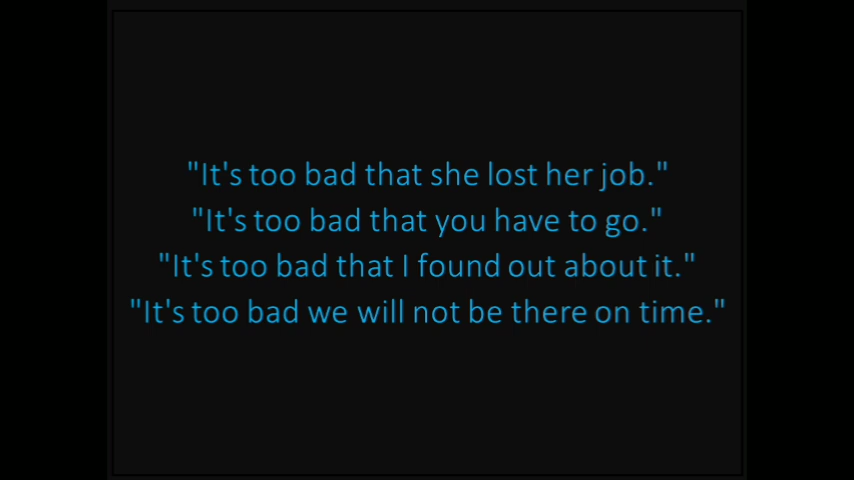 "It's too bad that she lost her job."
"It's too bad that you have to go."
"It's too bad that I found out about it."
"It's too bad we will not be there on time."